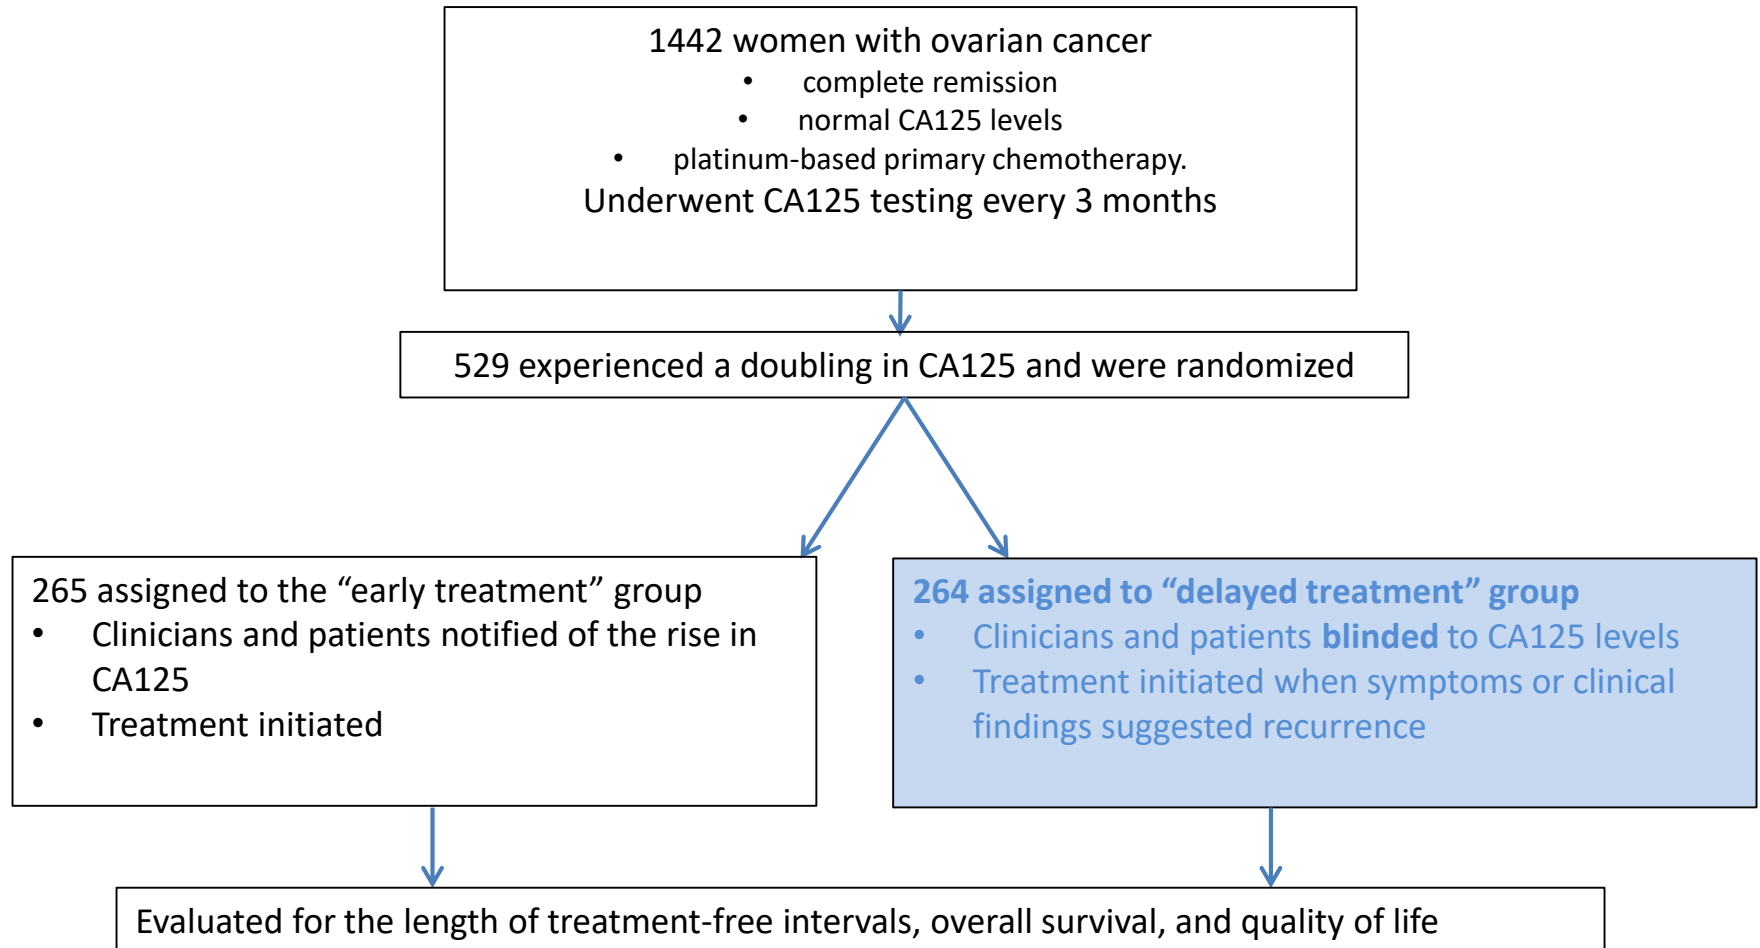 1442 women with ovarian cancer
• complete remission
• normal CA125 levels
• platinum-based primary chemotherapy.
Underwent CA125 testing every 3 months
529 experienced a doubling in CA125 and were randomized
265 assigned to the “early treatment” group
• Clinicians and patients notified of the rise in
CA125
• Treatment initiated
264 assigned to “delayed treatment” group
• Clinicians and patients blinded to CA125 levels
• Treatment initiated when symptoms or clinical
findings suggested recurrence
Evaluated for the length of treatment-free intervals, overall survival, and quality of life